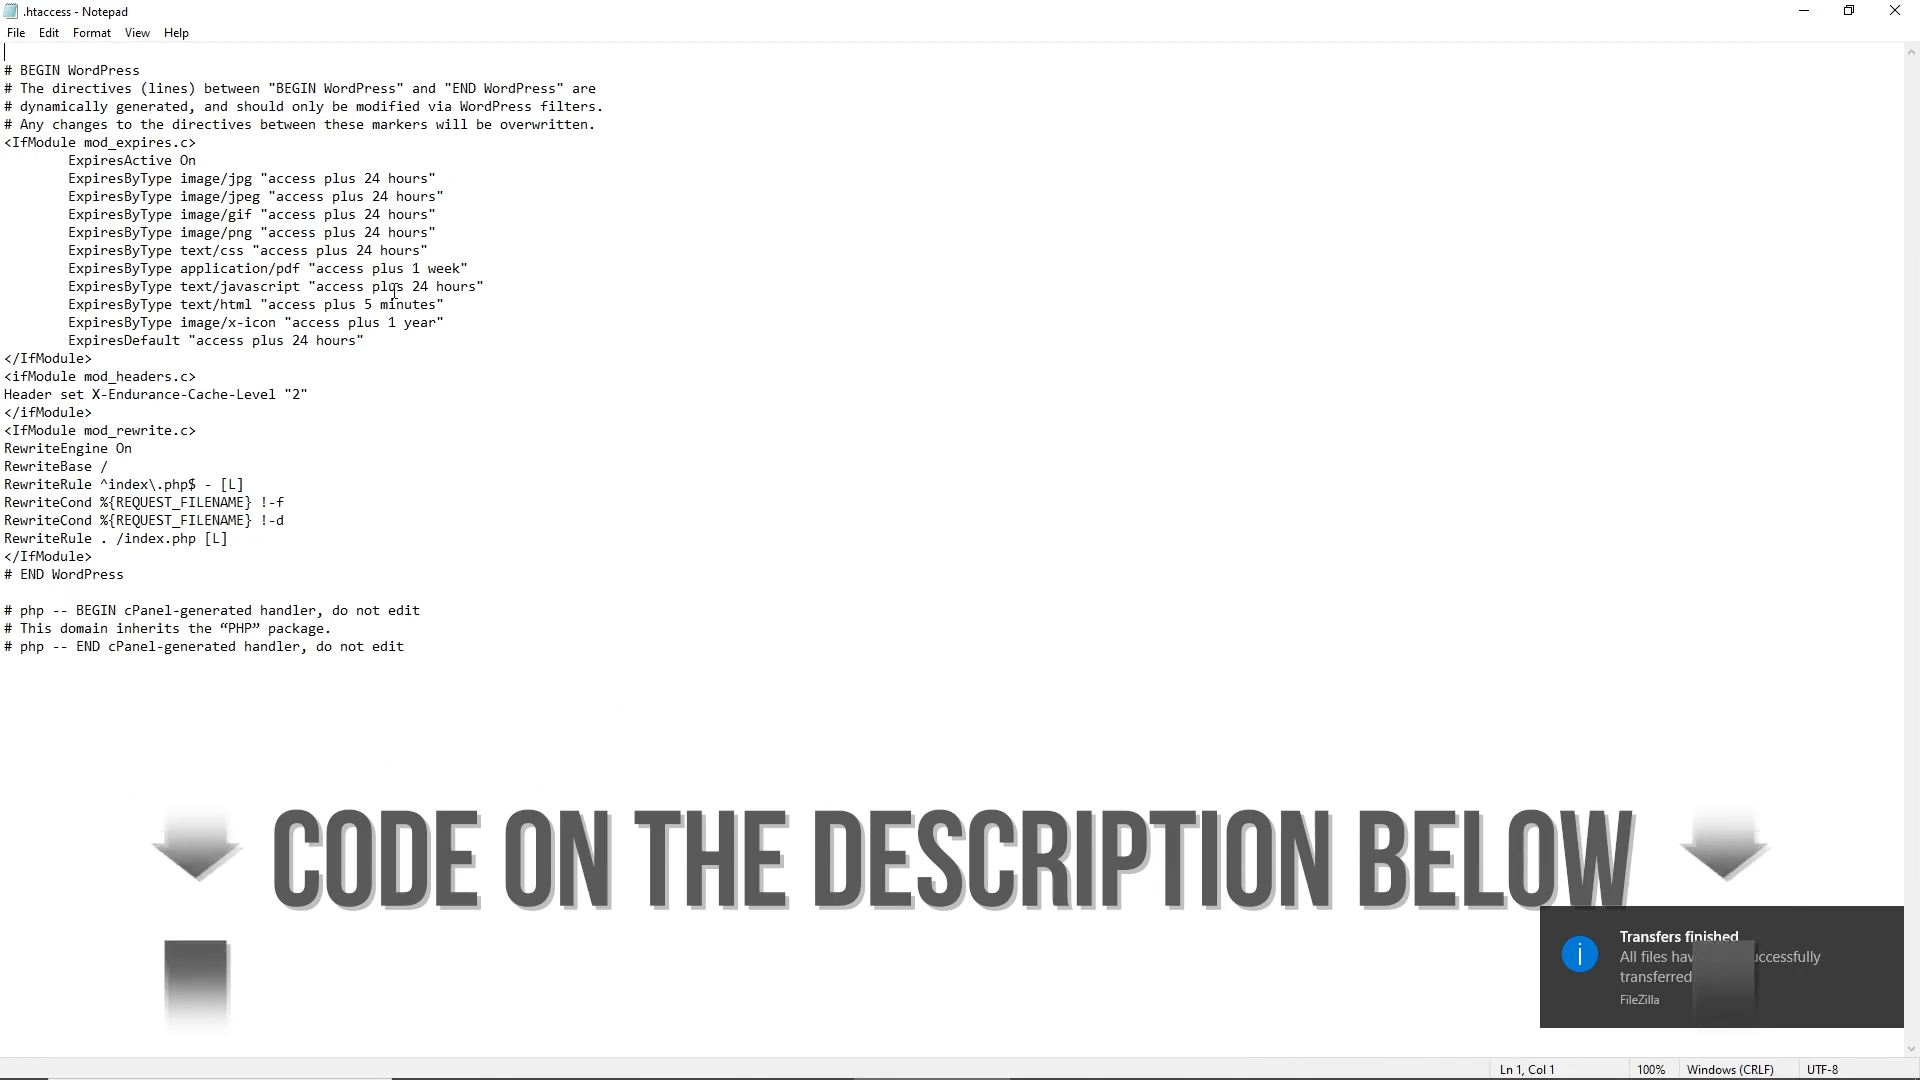 .htaccess - Notepad
File Edit Format View Help
# BEGIN WordPress
# The directives (lines) between "BEGIN WordPress" and "END WordPress" are
# dynamically generated, and should only be modified via WordPress filters.
# Any changes to the directives between these markers will be overwritten.
<IfModule mod_expires.c>
ExpiresActive On
ExpiresByType image/jpg "access plus 24 hours"
ExpiresByType image/jpeg "access plus 24 hours"
ExpiresByType image/gif "access plus 24 hours"
ExpiresByType image/png "access plus 24 hours"
ExpiresByType text/css "access plus 24 hours"
ExpiresByType application/pdf "access plus 1 week"
ExpiresByType text/javascript "access plus 24 hours"
ExpiresByType text/html "access plus 5 minutes"
ExpiresByType image/x-icon "access plus 1 year"
ExpiresDefault "access plus 24 hours"
</IfModule>
<ifModule mod_headers.c>
Header set X-Endurance-Cache-Level "2"
</ifModule>
<IfModule mod_rewrite.c>
RewriteEngine On
RewriteBase /
RewriteRule ^index\.php$ - [L]
RewriteCond %{REQUEST_FILENAME} !-f
RewriteCond %{REQUEST_FILENAME} !-d
RewriteRule . /index.php [L]
</IfModule>
# END WordPress
# php -- BEGIN cPanel-generated handler, do not edit
# This domain inherits the “PHP” package.
# php -- END cPanel-generated handler, do not edit
CODE ON THE DESCRIPTION BELOW
Transfers finished
All files
transferred
FileZilla
Ln 1, Col 1 100% Windows (CRLF) UTF-8